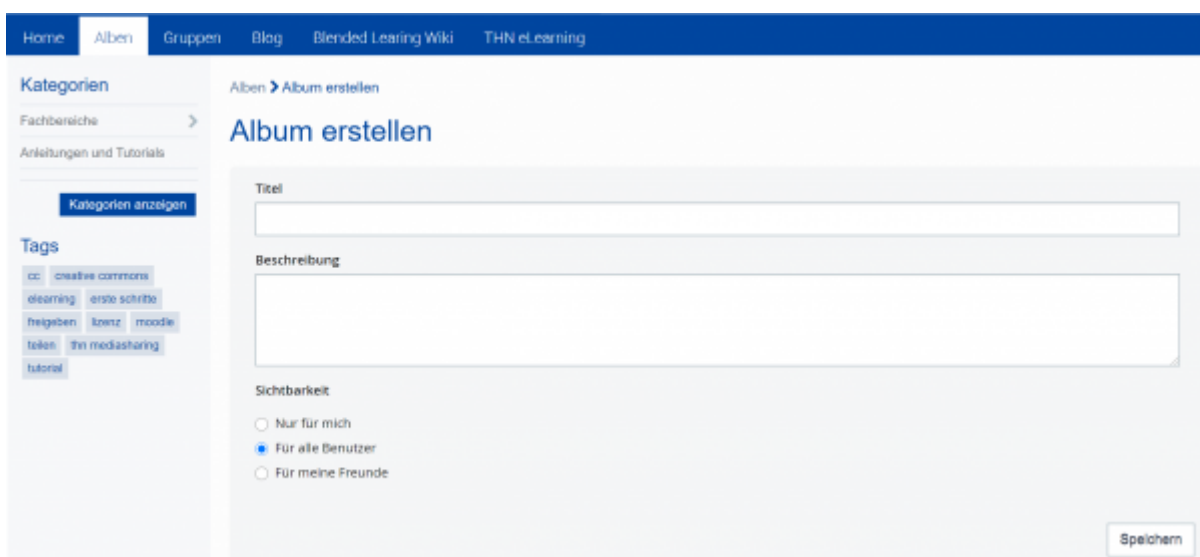 Home Alben Gruppen Blog Blended Learing Wiki THN eLearning
Kategorien
Fachbereiche
Anleitungen und Tutorials
Kategorien anzeigen
Tags
cc creative commons
elearning erste schritte
freigeben lizenz moodle
teilen thn mediasharing
tutorial
Alben > Album erstellen
Album erstellen
Titel
Beschreibung
Sichtbarkeit
Nur für mich
Für alle Benutzer
Für meine Freunde
Speichern